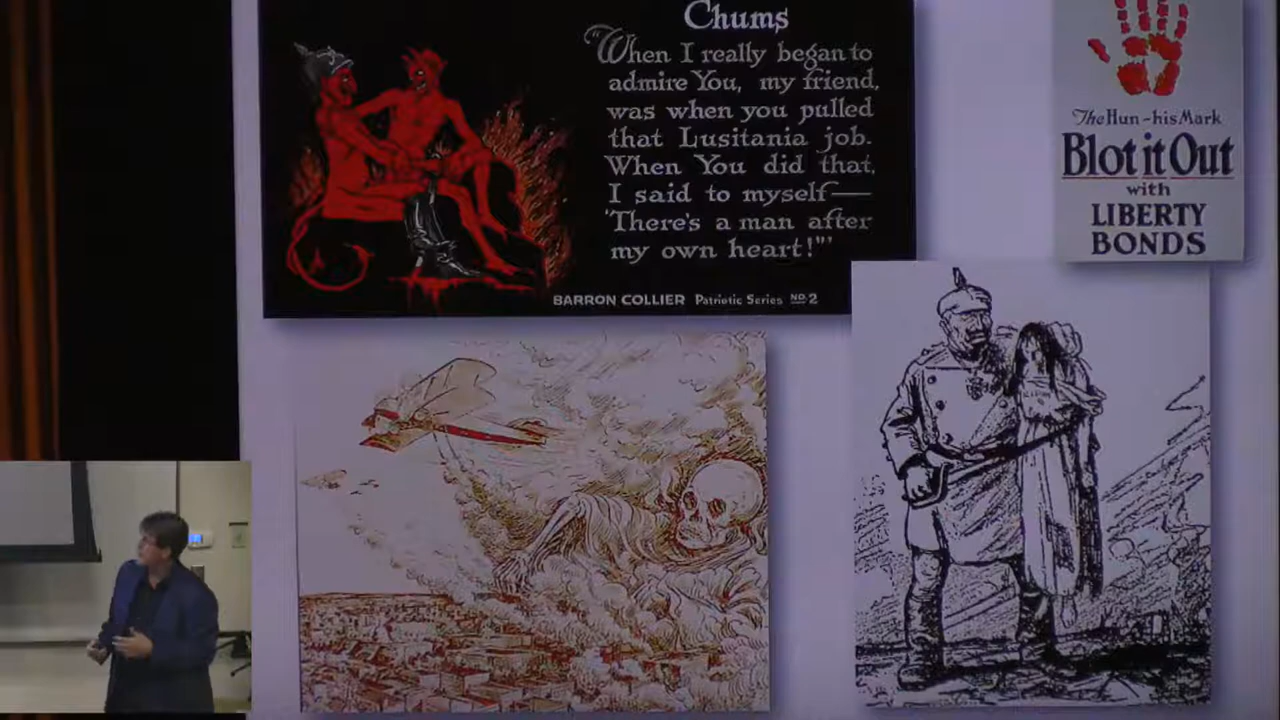 Chums
"When I really began to
admire You, my friend,
was when you pulled
that Lusitania job.
When You did that,
I said to myself—
'There's a man after
my own heart!'"
BARRON COLLIER Patriotic Series No 2
The Hun - his Mark
Blot it Out
with
LIBERTY
BONDS